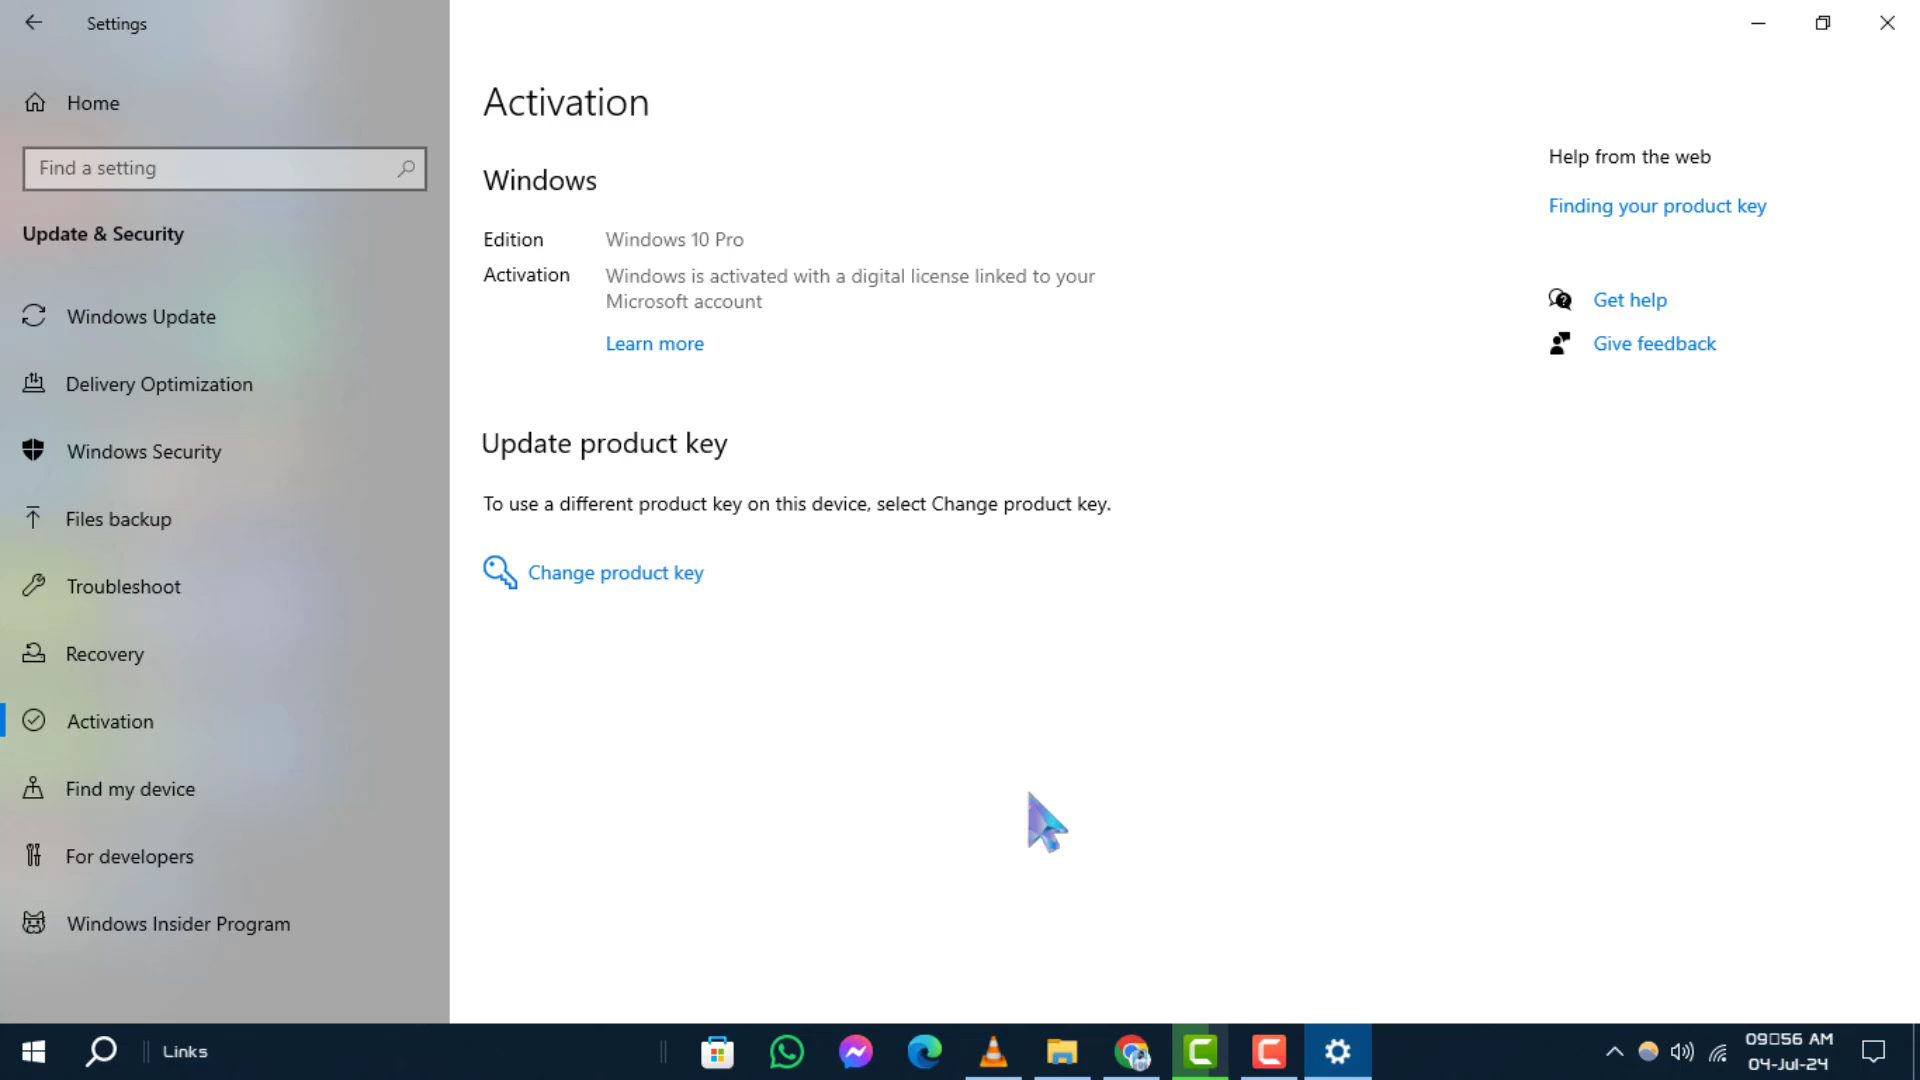 Settings
Home
Find a setting
Update & Security
Windows Update
Delivery Optimization
Windows Security
Files backup
Troubleshoot
Recovery
Activation
Find my device
For developers
Windows Insider Program
Activation
Windows
Edition Windows 10 Pro
Activation Windows is activated with a digital license linked to your
Microsoft account
Learn more
Update product key
To use a different product key on this device, select Change product key.
Change product key
Help from the web
Finding your product key
Get help
Give feedback
Links
09▯56 AM
04-Jul-24